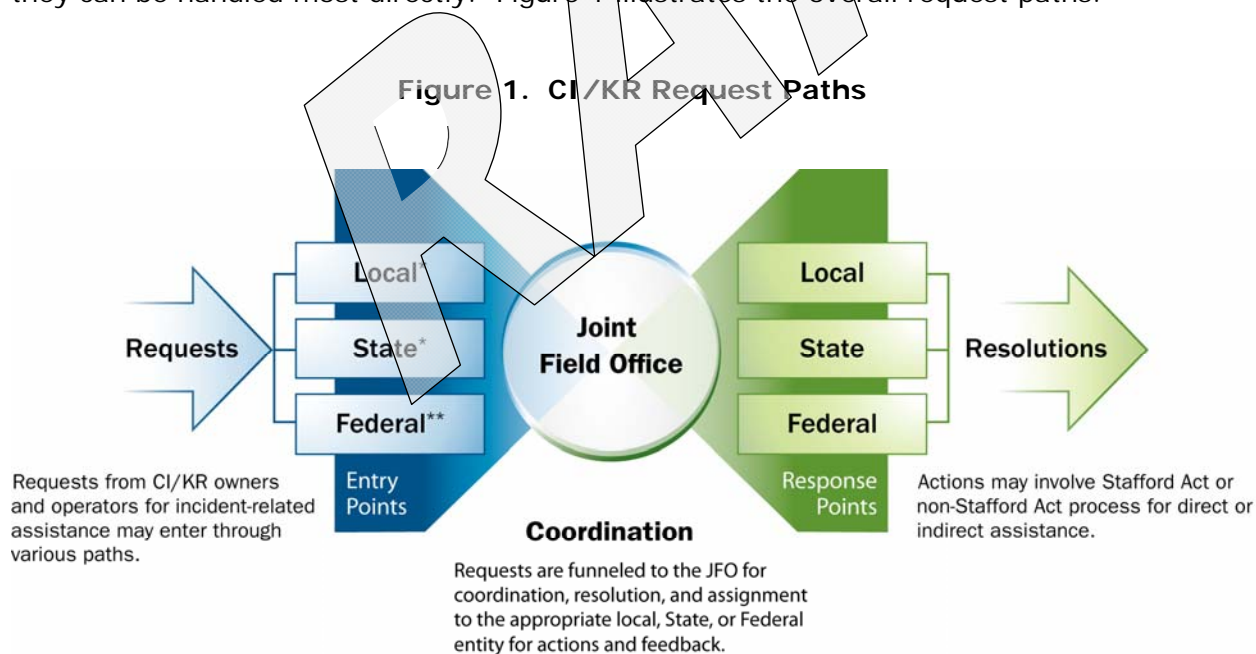 they can be handled most directly. Figure 1 illustrates the overall request paths.
Figure 1. CI/KR Request Paths
Requests
Local*
State*
Federal**
Entry
Points
Joint
Field Office
Local
State
Federal
Response
Points
Resolutions
Requests from CI/KR owners
and operators for incident-related
assistance may enter through
various paths.
Coordination
Requests are funneled to the JFO for
coordination, resolution, and assignment
to the appropriate local, State, or Federal
entity for actions and feedback.
Actions may involve Stafford Act or
non-Stafford Act process for direct or
indirect assistance.